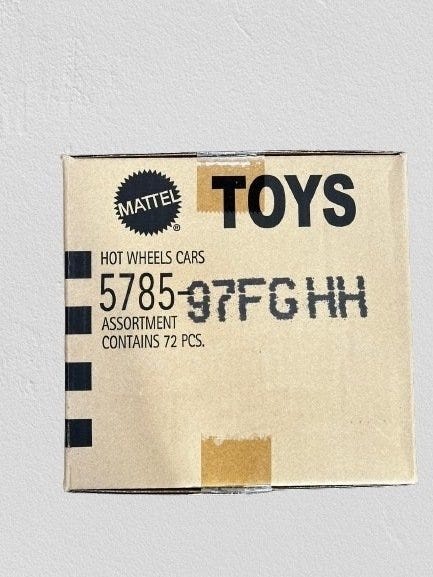 MATTEL ® TOYS
HOT WHEELS CARS
5785-97FG HH
ASSORTMENT
CONTAINS 72 PCS.